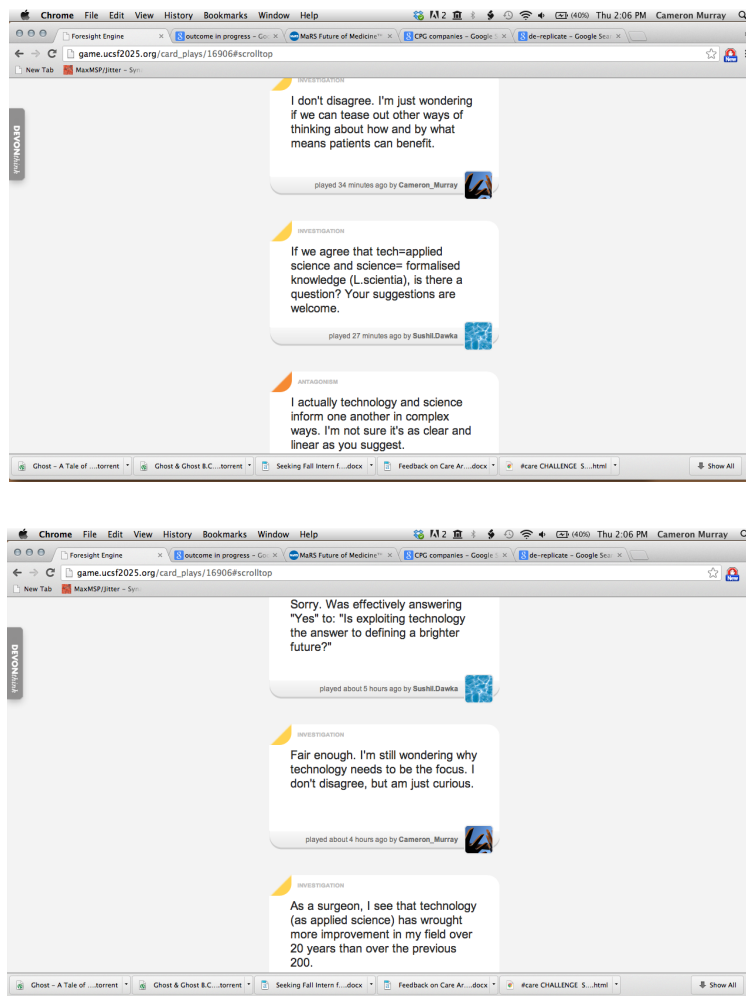 Chrome File Edit View History Bookmarks Window Help 2 (40%) Thu 2:06 PM Cameron Murray
Foresight Engine × outcome in progress – Goo × MaRS Future of Medicine™ × CPG companies – Google S × de-replicate – Google Sea ×
game.ucsf2025.org/card_plays/16906#scrolltop
New
New Tab MaxMSP/Jitter – Syn
DEVONthink
INVESTIGATION
I don't disagree. I'm just wondering
if we can tease out other ways of
thinking about how and by what
means patients can benefit.
played 34 minutes ago by Cameron_Murray
INVESTIGATION
If we agree that tech=applied
science and science= formalised
knowledge (L.scientia), is there a
question? Your suggestions are
welcome.
played 27 minutes ago by Sushil.Dawka
ANTAGONISM
I actually technology and science
inform one another in complex
ways. I'm not sure it's as clear and
linear as you suggest.
Ghost – A Tale of ....torrent Ghost & Ghost B.C....torrent Seeking Fall Intern f....docx Feedback on Care Ar....docx #care CHALLENGE S....html Show All
Chrome File Edit View History Bookmarks Window Help 2 (40%) Thu 2:06 PM Cameron Murray
Foresight Engine × outcome in progress – Goo × MaRS Future of Medicine™ × CPG companies – Google S × de-replicate – Google Sea ×
game.ucsf2025.org/card_plays/16906#scrolltop
New
New Tab MaxMSP/Jitter – Syn
DEVONthink
Sorry. Was effectively answering
"Yes" to: "Is exploiting technology
the answer to defining a brighter
future?"
played about 5 hours ago by Sushil.Dawka
INVESTIGATION
Fair enough. I'm still wondering why
technology needs to be the focus. I
don't disagree, but am just curious.
played about 4 hours ago by Cameron_Murray
INVESTIGATION
As a surgeon, I see that technology
(as applied science) has wrought
more improvement in my field over
20 years than over the previous
200.
Ghost – A Tale of ....torrent Ghost & Ghost B.C....torrent Seeking Fall Intern f....docx Feedback on Care Ar....docx #care CHALLENGE S....html Show All